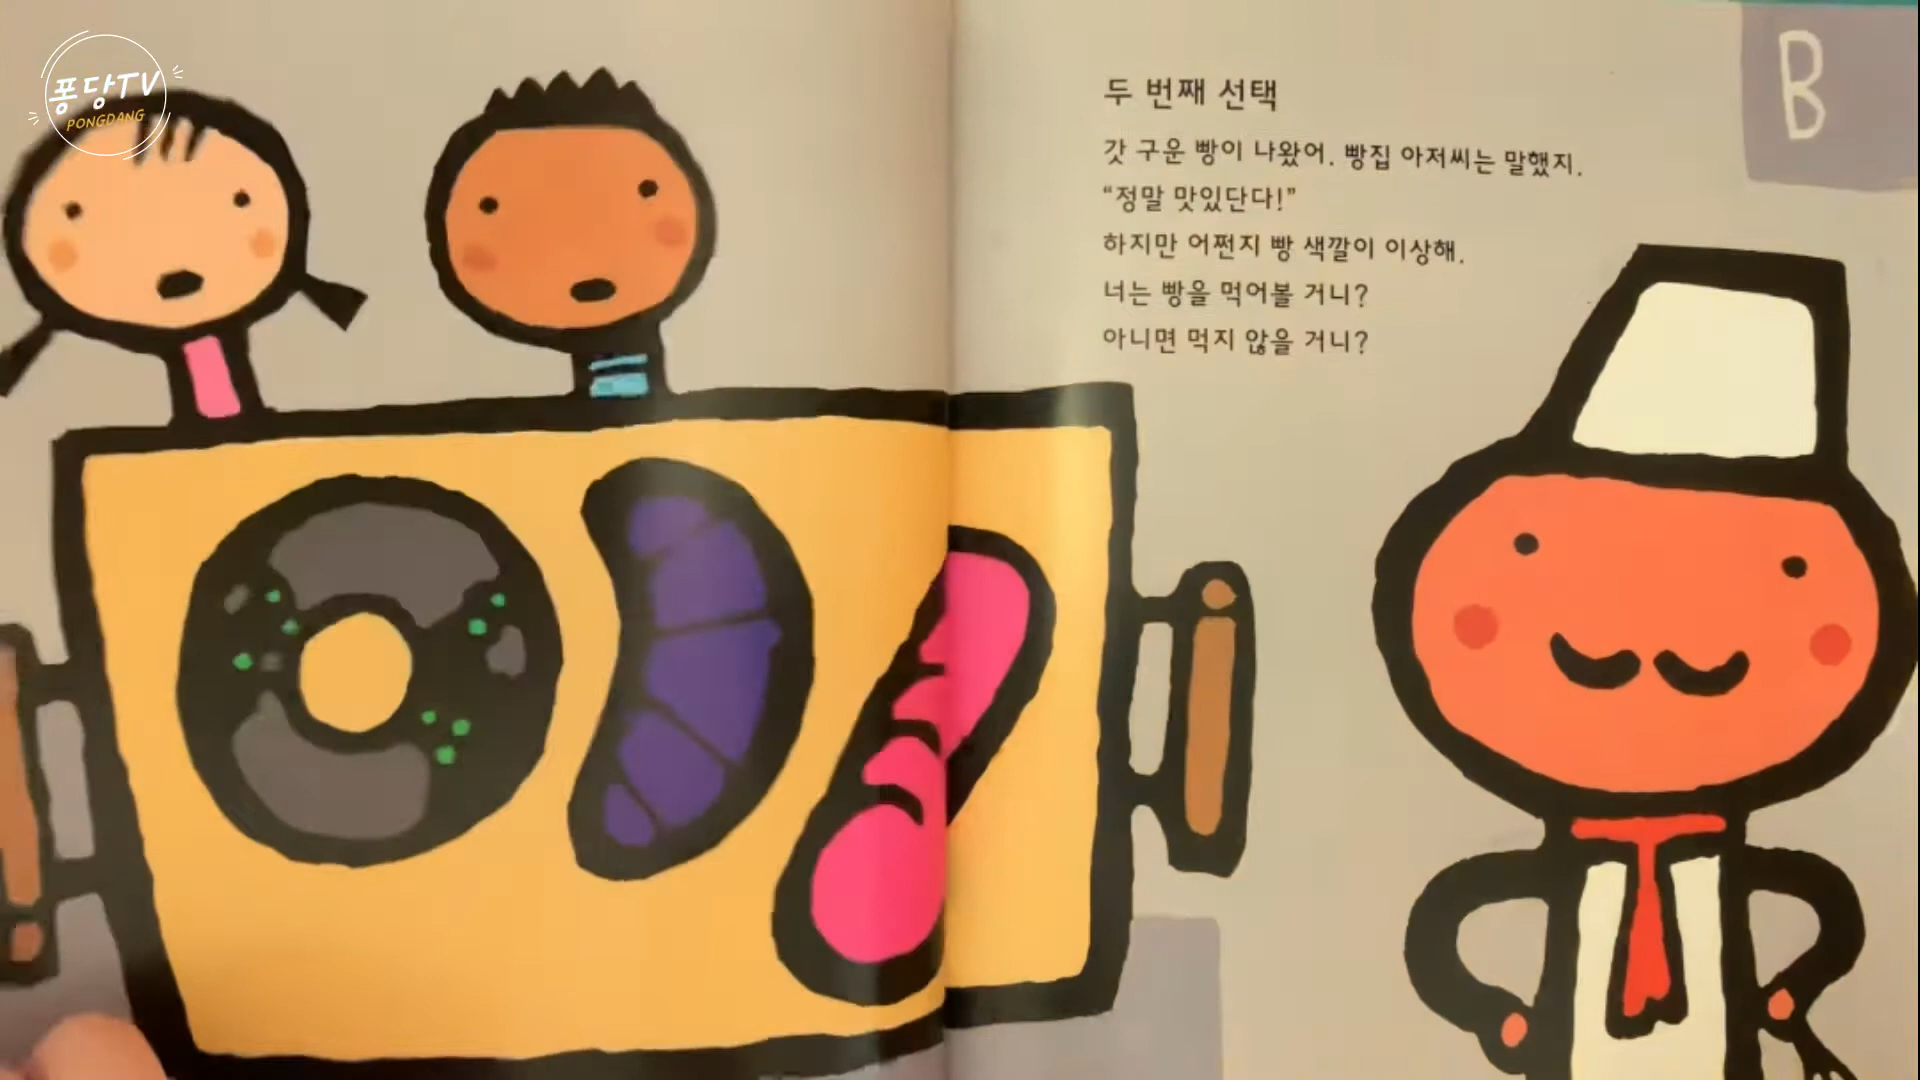 퐁당TV
PONGDANG
B
두 번째 선택
갓 구운 빵이 나왔어. 빵집 아저씨는 말했지.
“정말 맛있단다!”
하지만 어쩐지 빵 색깔이 이상해.
너는 빵을 먹어볼 거니?
아니면 먹지 않을 거니?